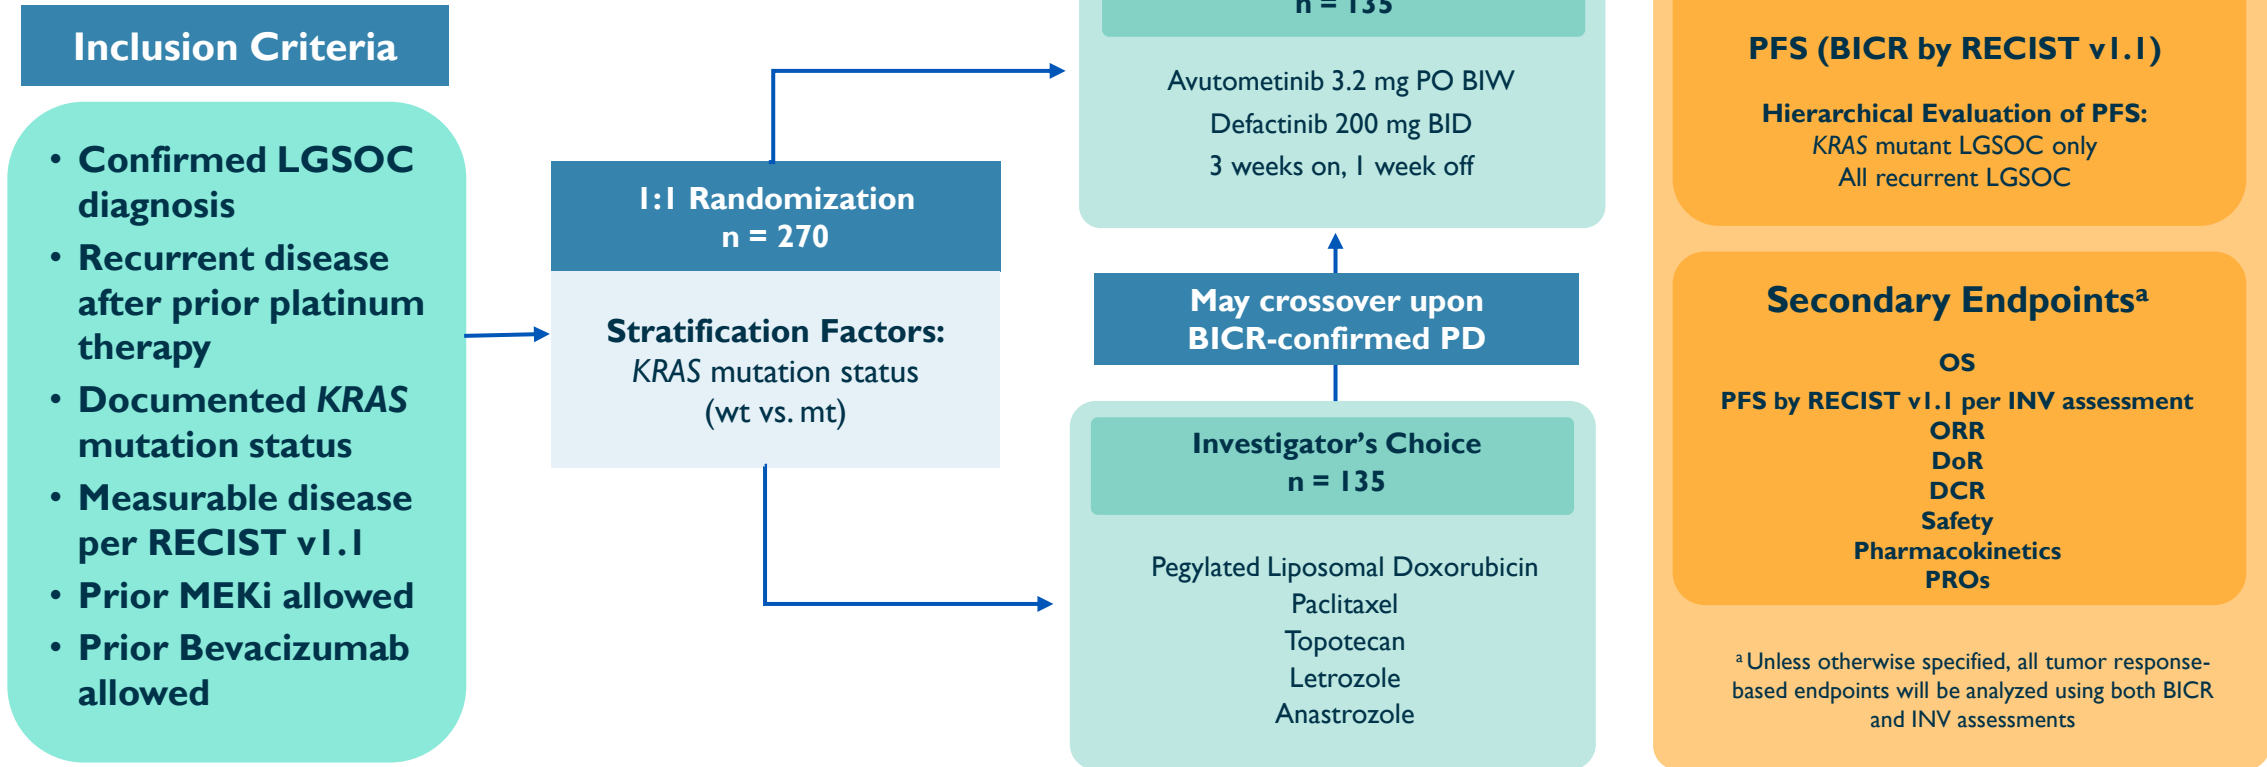 Inclusion Criteria
• Confirmed LGSOC
diagnosis
• Recurrent disease
after prior platinum
therapy
• Documented KRAS
mutation status
• Measurable disease
per RECIST v1.1
• Prior MEKi allowed
• Prior Bevacizumab
allowed
1:1 Randomization
n = 270
Stratification Factors:
KRAS mutation status
(wt vs. mt)
n = 135
Avutometinib 3.2 mg PO BIW
Defactinib 200 mg BID
3 weeks on, 1 week off
May crossover upon
BICR-confirmed PD
Investigator’s Choice
n = 135
Pegylated Liposomal Doxorubicin
Paclitaxel
Topotecan
Letrozole
Anastrozole
PFS (BICR by RECIST v1.1)
Hierarchical Evaluation of PFS:
KRAS mutant LGSOC only
All recurrent LGSOC
Secondary Endpointsᵃ
OS
PFS by RECIST v1.1 per INV assessment
ORR
DoR
DCR
Safety
Pharmacokinetics
PROs
ᵃ Unless otherwise specified, all tumor response-
based endpoints will be analyzed using both BICR
and INV assessments